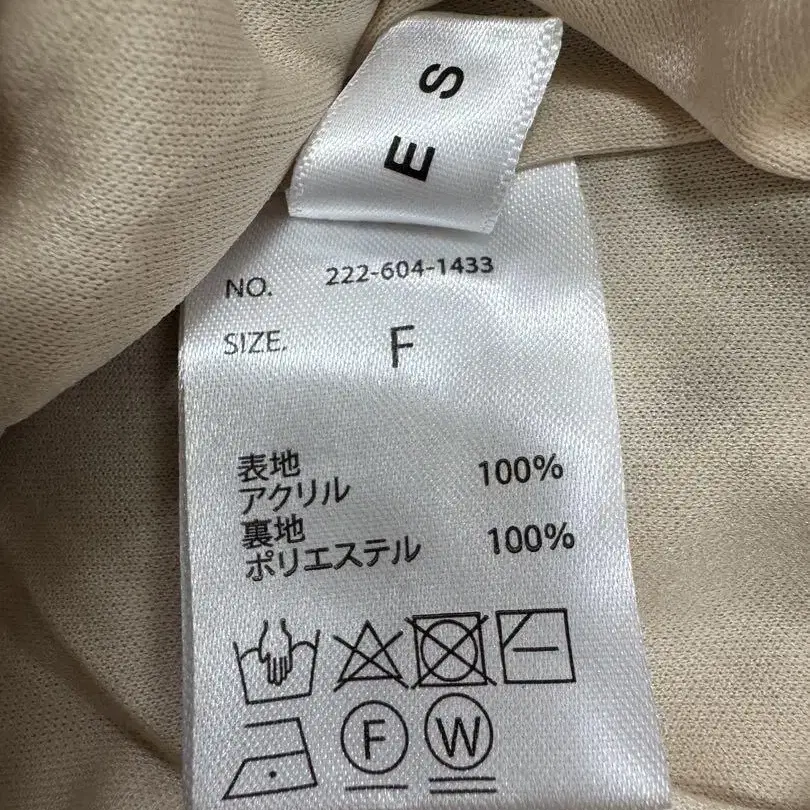 E S
NO. 222-604-1433
SIZE. F
表地
アクリル 100%
裏地
ポリエステル 100%
F W